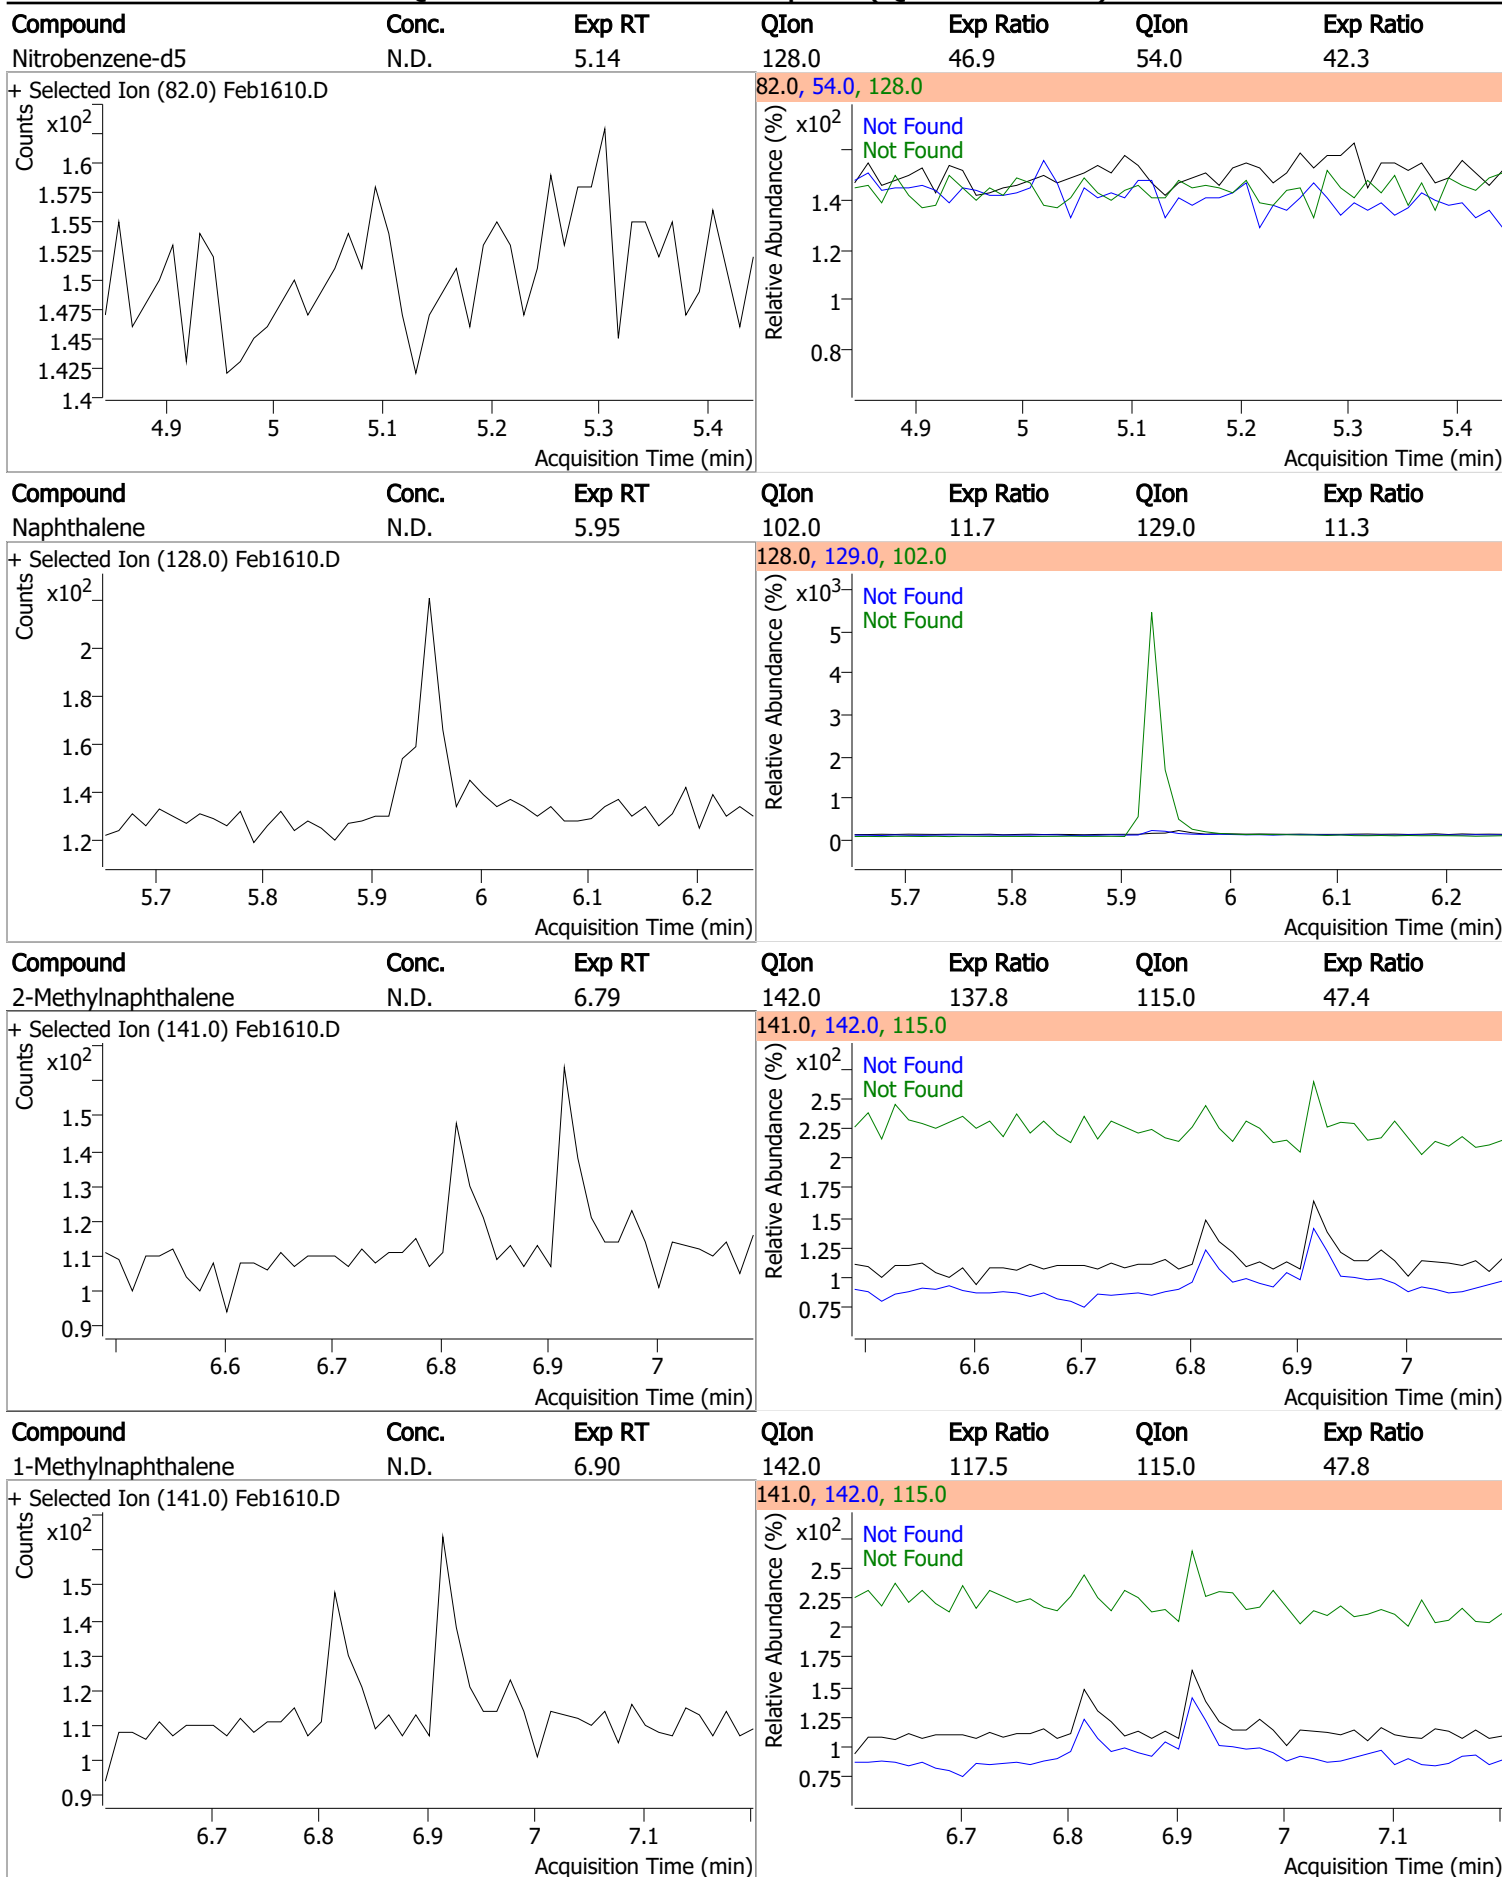 Compound Conc. Exp RT QIon Exp Ratio QIon Exp Ratio
Nitrobenzene-d5 N.D. 5.14 128.0 46.9 54.0 42.3
+ Selected Ion (82.0) Feb1610.D
82.0, 54.0, 128.0
Counts
x10²
1.6
1.575
1.55
1.525
1.5
1.475
1.45
1.425
1.4
4.9 5 5.1 5.2 5.3 5.4
Acquisition Time (min)
Relative Abundance (%)
x10²
Not Found
Not Found
1.4
1.2
1
0.8
4.9 5 5.1 5.2 5.3 5.4
Acquisition Time (min)
Compound Conc. Exp RT QIon Exp Ratio QIon Exp Ratio
Naphthalene N.D. 5.95 102.0 11.7 129.0 11.3
+ Selected Ion (128.0) Feb1610.D
128.0, 129.0, 102.0
Counts
x10²
2
1.8
1.6
1.4
1.2
5.7 5.8 5.9 6 6.1 6.2
Acquisition Time (min)
Relative Abundance (%)
x10³
Not Found
Not Found
5
4
3
2
1
0
5.7 5.8 5.9 6 6.1 6.2
Acquisition Time (min)
Compound Conc. Exp RT QIon Exp Ratio QIon Exp Ratio
2-Methylnaphthalene N.D. 6.79 142.0 137.8 115.0 47.4
+ Selected Ion (141.0) Feb1610.D
141.0, 142.0, 115.0
Counts
x10²
1.5
1.4
1.3
1.2
1.1
1
0.9
6.6 6.7 6.8 6.9 7
Acquisition Time (min)
Relative Abundance (%)
x10²
Not Found
Not Found
2.5
2.25
2
1.75
1.5
1.25
1
0.75
6.6 6.7 6.8 6.9 7
Acquisition Time (min)
Compound Conc. Exp RT QIon Exp Ratio QIon Exp Ratio
1-Methylnaphthalene N.D. 6.90 142.0 117.5 115.0 47.8
+ Selected Ion (141.0) Feb1610.D
141.0, 142.0, 115.0
Counts
x10²
1.5
1.4
1.3
1.2
1.1
1
0.9
6.7 6.8 6.9 7 7.1
Acquisition Time (min)
Relative Abundance (%)
x10²
Not Found
Not Found
2.5
2.25
2
1.75
1.5
1.25
1
0.75
6.7 6.8 6.9 7 7.1
Acquisition Time (min)